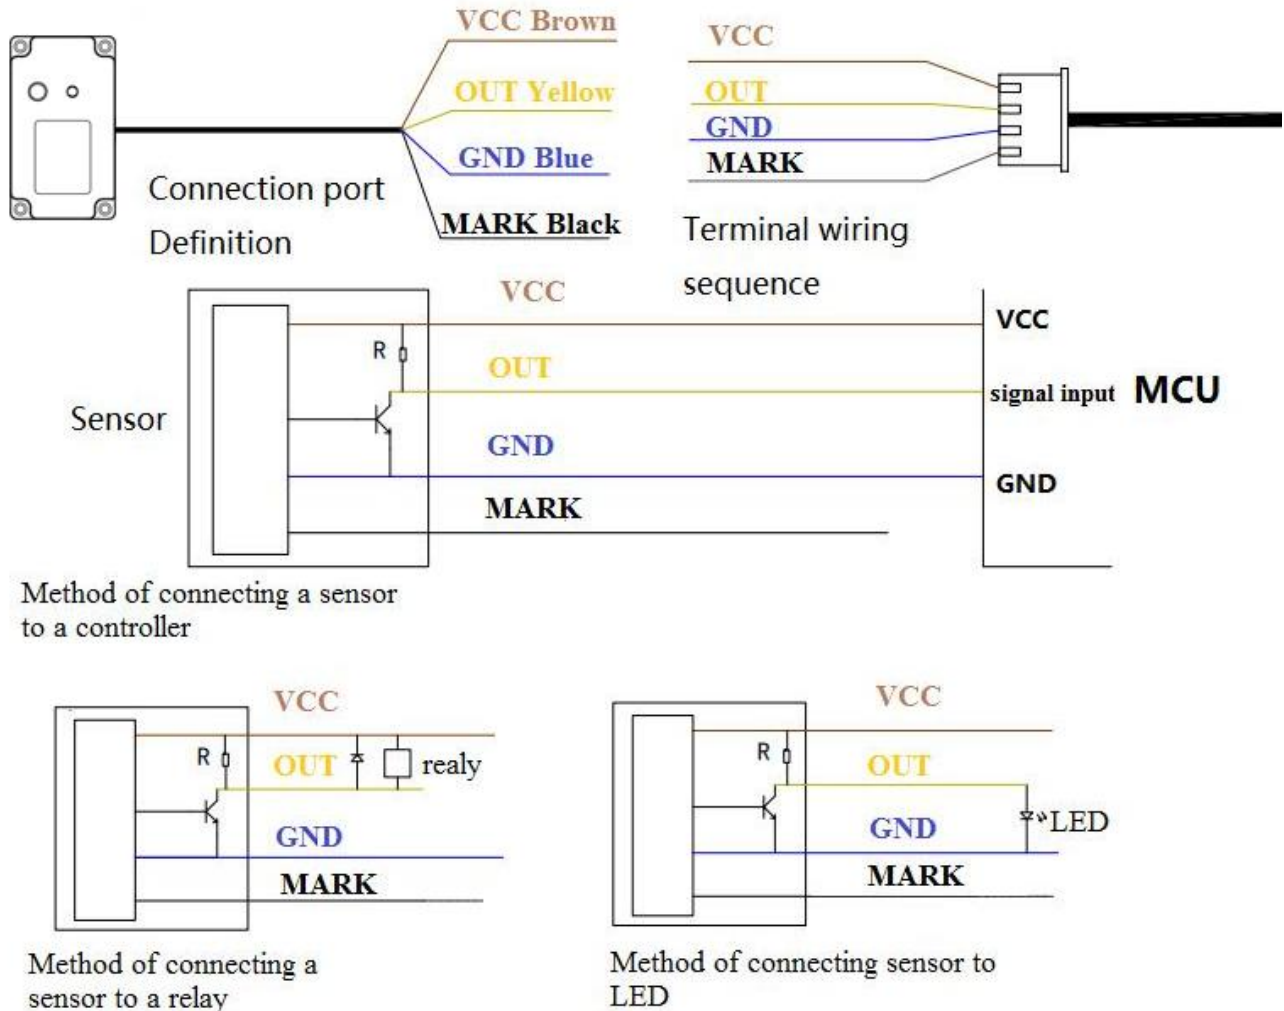 VCC Brown
OUT Yellow
GND Blue
MARK Black
Connection port
Definition
VCC
OUT
GND
MARK
Terminal wiring
sequence
Sensor
R
VCC
OUT
GND
MARK
VCC
signal input
MCU
GND
Method of connecting a sensor
to a controller
VCC
R
OUT
realy
GND
MARK
Method of connecting a
sensor to a relay
VCC
R
OUT
GND
LED
MARK
Method of connecting sensor to
LED